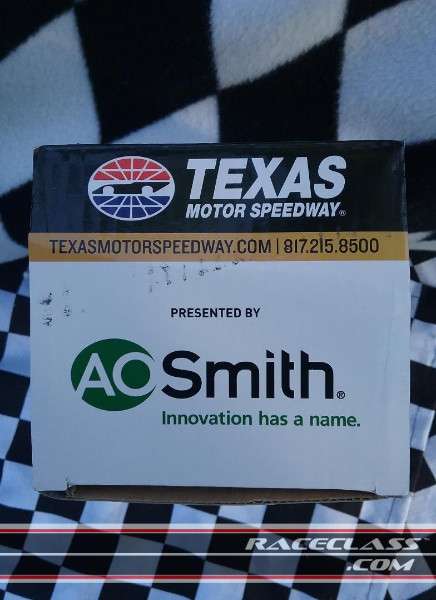 TEXAS
MOTOR SPEEDWAY®
TEXASMOTORSPEEDWAY.COM | 817.215.8500
PRESENTED BY
AO Smith®
Innovation has a name.
RACECLASS
.COM